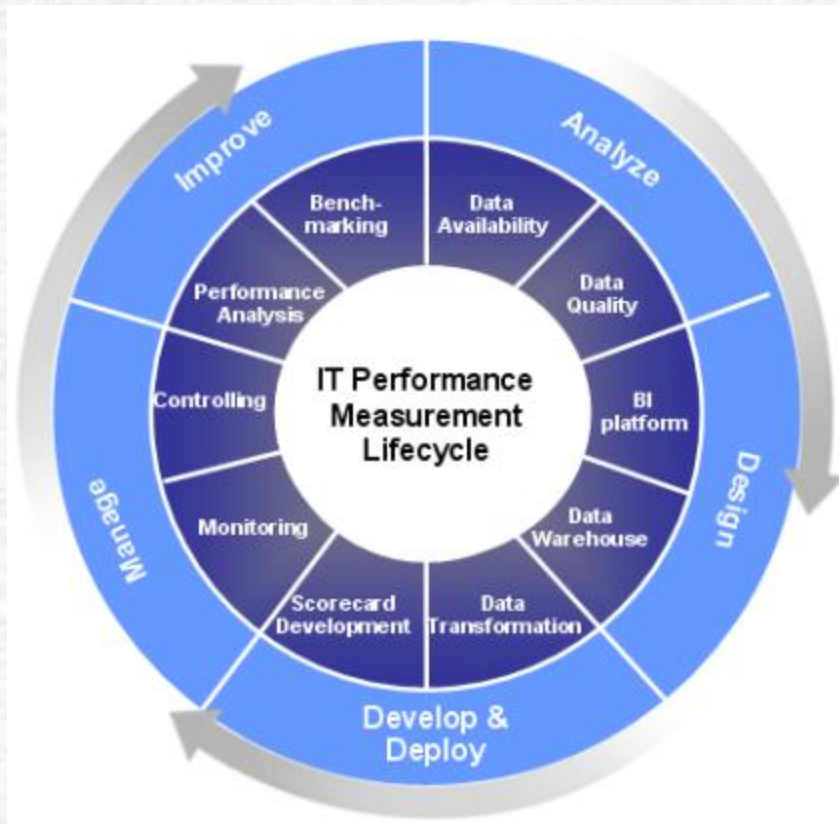 Improve
Analyze
Bench-
marking
Data
Availability
Performance
Analysis
Data
Quality
IT Performance
Measurement
Lifecycle
Controlling
BI
platform
Manage
Design
Monitoring
Data
Warehouse
Scorecard
Development
Data
Transformation
Develop &
Deploy